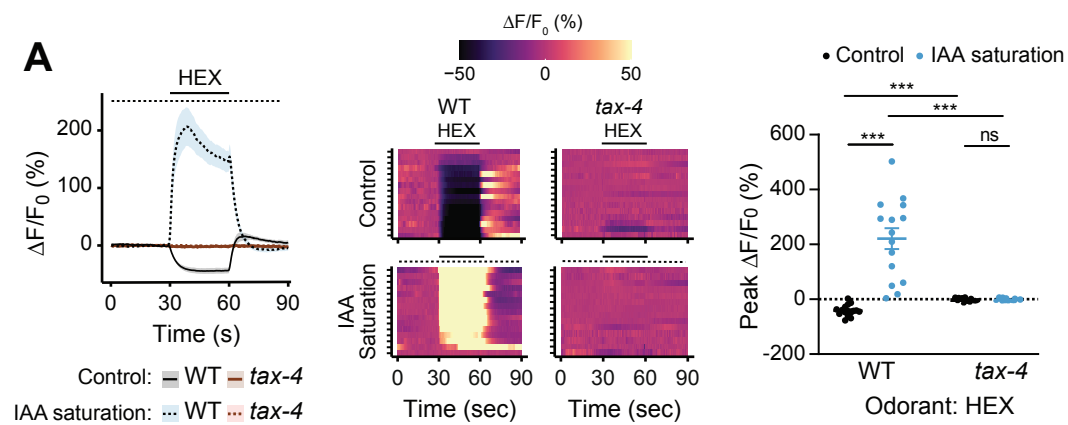 A
HEX
ΔF/F0 (%)
200
100
0
0 30 60 90
Time (s)
Control: WT tax-4
IAA saturation: WT tax-4
ΔF/F0 (%)
−50 0 50
WT tax-4
HEX HEX
Control
IAA
Saturation
0 30 60 90 0 30 60 90
Time (sec) Time (sec)
Control IAA saturation
***
***
*** ns
Peak ΔF/F0 (%)
600
400
200
0
-200
WT tax-4
Odorant: HEX